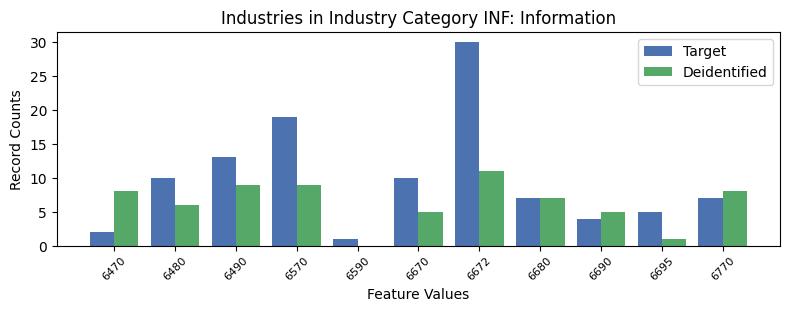 Industries in Industry Category INF: Information
Target
Deidentified
Record Counts
30
25
20
15
10
5
0
6470 6480 6490 6570 6590 6670 6672 6680 6690 6695 6770
Feature Values